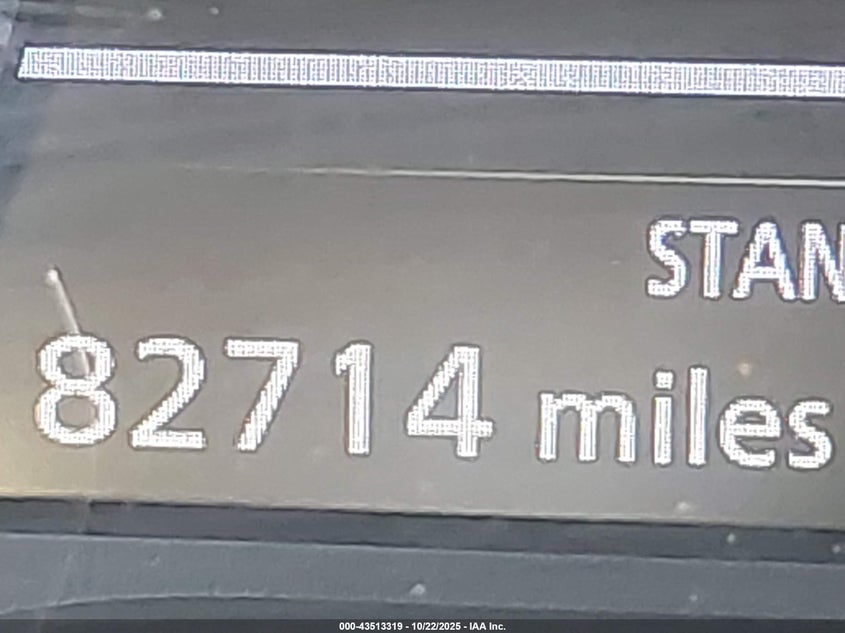 STAN
82714 miles
000-43513319 - 10/22/2025 - IAA Inc.